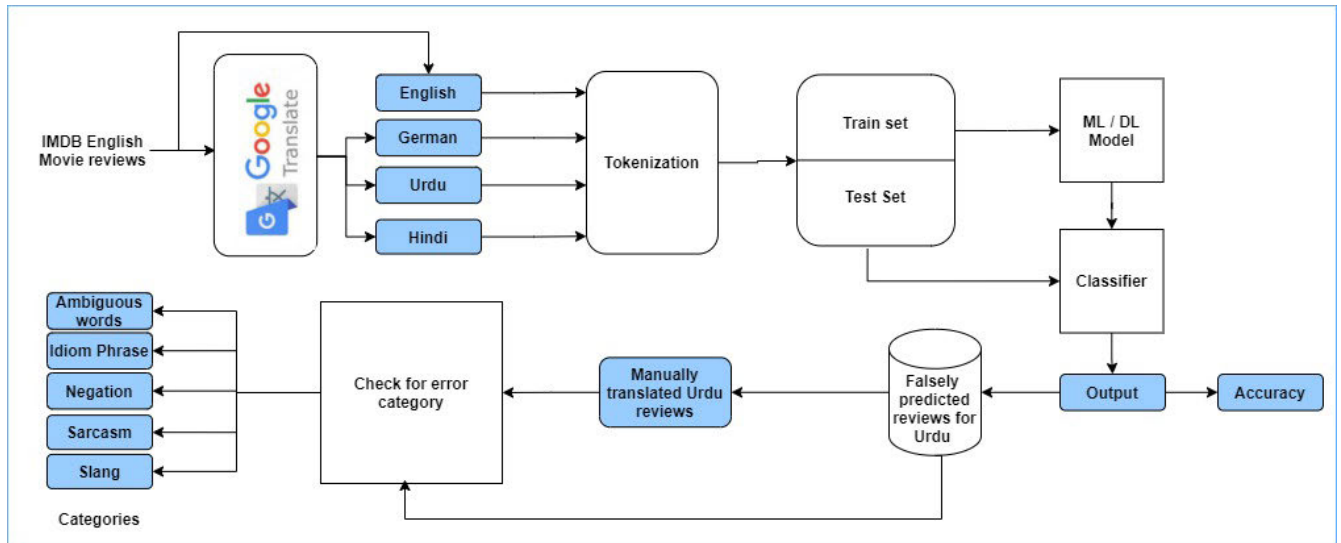 IMDB English
Movie reviews
Google
Translate
G 文
English
German
Urdu
Hindi
Tokenization
Train set
Test Set
ML / DL
Model
Classifier
Output
Accuracy
Falsely
predicted
reviews for
Urdu
Manually
translated Urdu
reviews
Check for error
category
Ambiguous
words
Idiom Phrase
Negation
Sarcasm
Slang
Categories